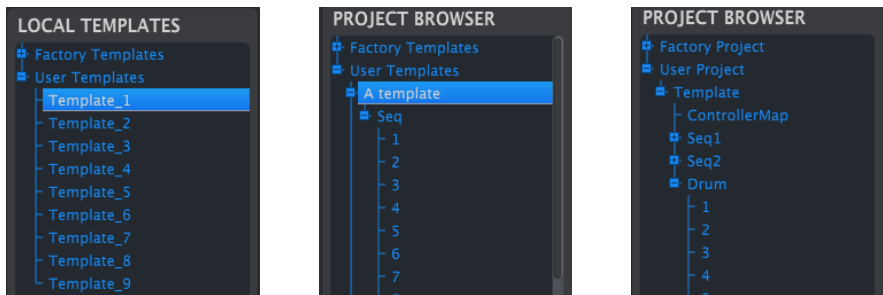 LOCAL TEMPLATES
Factory Templates
User Templates
Template_1
Template_2
Template_3
Template_4
Template_5
Template_6
Template_7
Template_8
Template_9
PROJECT BROWSER
Factory Templates
User Templates
A template
Seq
1
2
3
4
5
6
7
PROJECT BROWSER
Factory Project
User Project
Template
ControllerMap
Seq1
Seq2
Drum
1
2
3
4